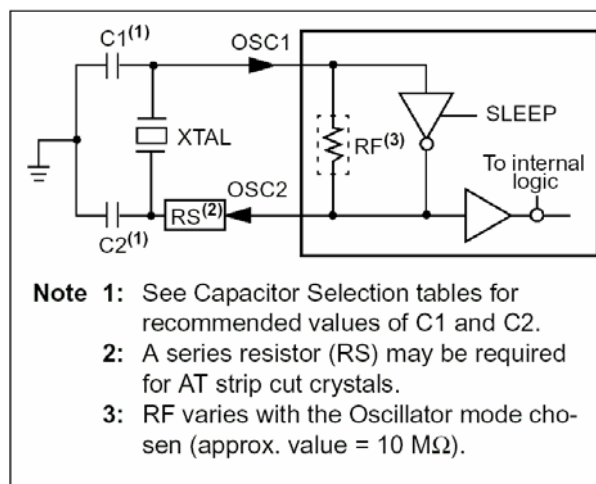 C1(1)
OSC1
XTAL
RF(3)
SLEEP
To internal
logic
OSC2
RS(2)
C2(1)
Note 1: See Capacitor Selection tables for
recommended values of C1 and C2.
2: A series resistor (RS) may be required
for AT strip cut crystals.
3: RF varies with the Oscillator mode cho-
sen (approx. value = 10 MΩ).